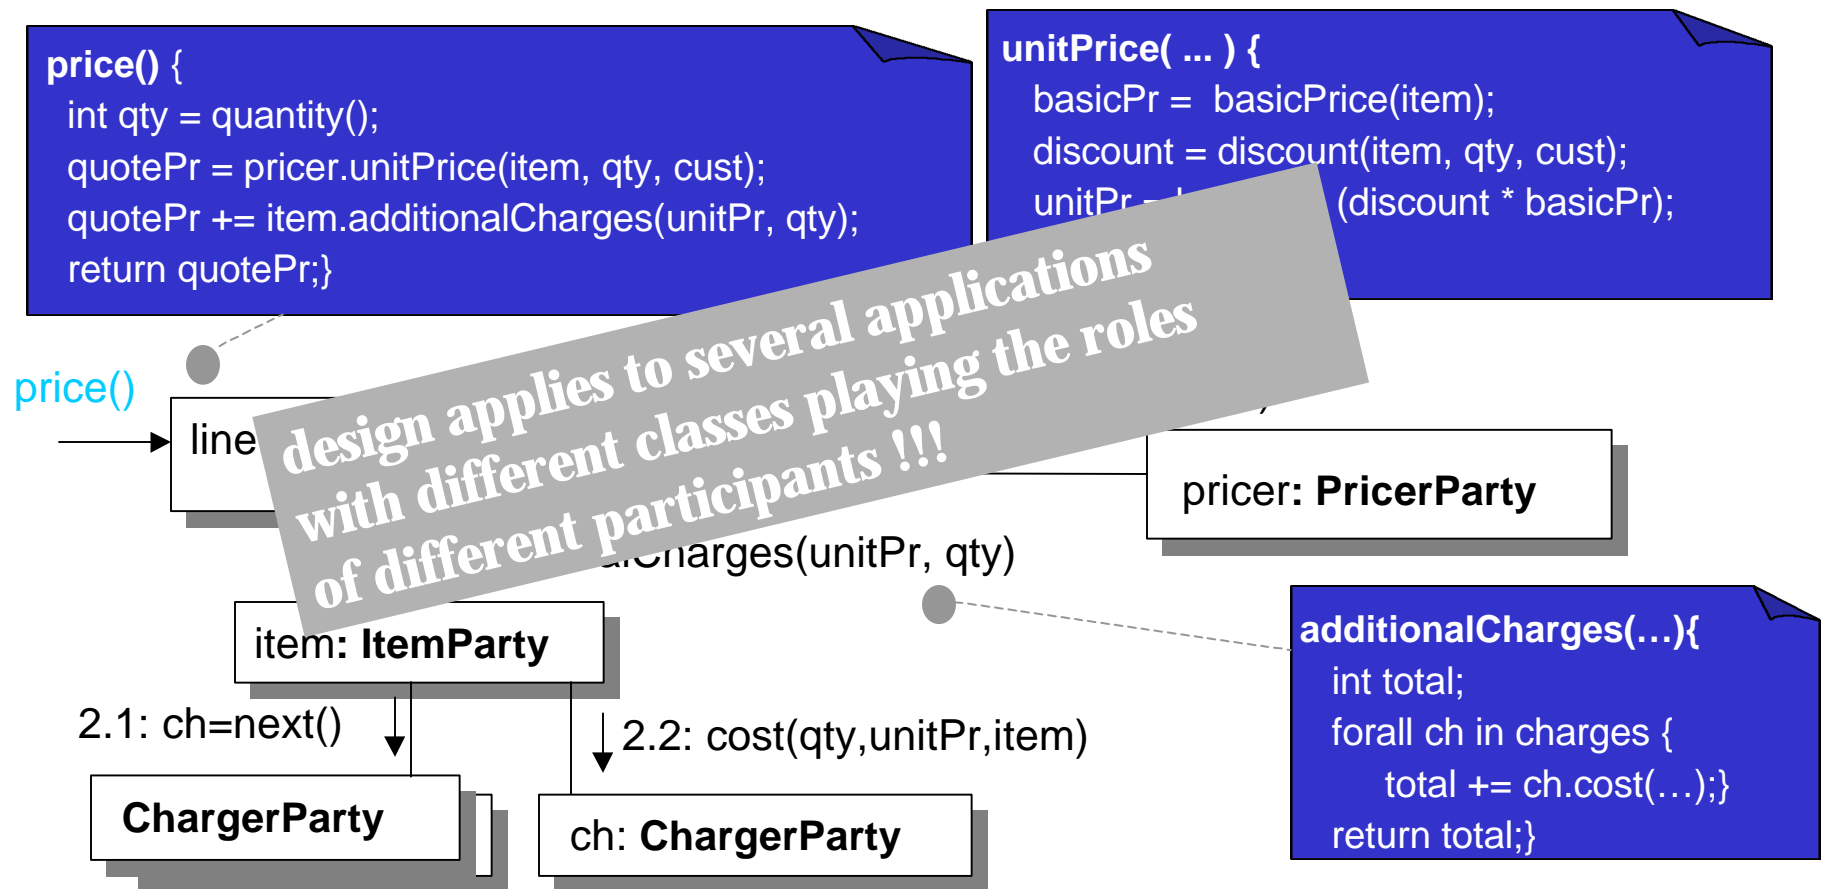 price() {
int qty = quantity();
quotePr = pricer.unitPrice(item, qty, cust);
quotePr += item.additionalCharges(unitPr, qty);
return quotePr;}
unitPrice( ... ) {
basicPr = basicPrice(item);
discount = discount(item, qty, cust);
unitPr (discount * basicPr);
design applies to several applications
with different classes playing the roles
of different participants !!!
price()
line
pricer: PricerParty
Charges(unitPr, qty)
item: ItemParty
additionalCharges(…){
int total;
forall ch in charges {
total += ch.cost(…);}
return total;}
2.1: ch=next()
2.2: cost(qty,unitPr,item)
ChargerParty
ch: ChargerParty